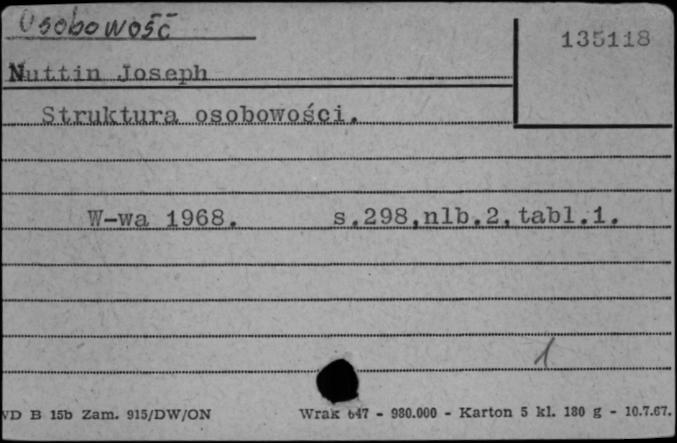 Osobowość
135118
Nuttin Joseph
Struktura osobowości.
W-wa 1968. s.298,nlb.2,tabl.1.
1
VD B 15b Zam. 915/DW/ON Wrak 647 - 980.000 - Karton 5 kl. 180 g - 10.7.67.